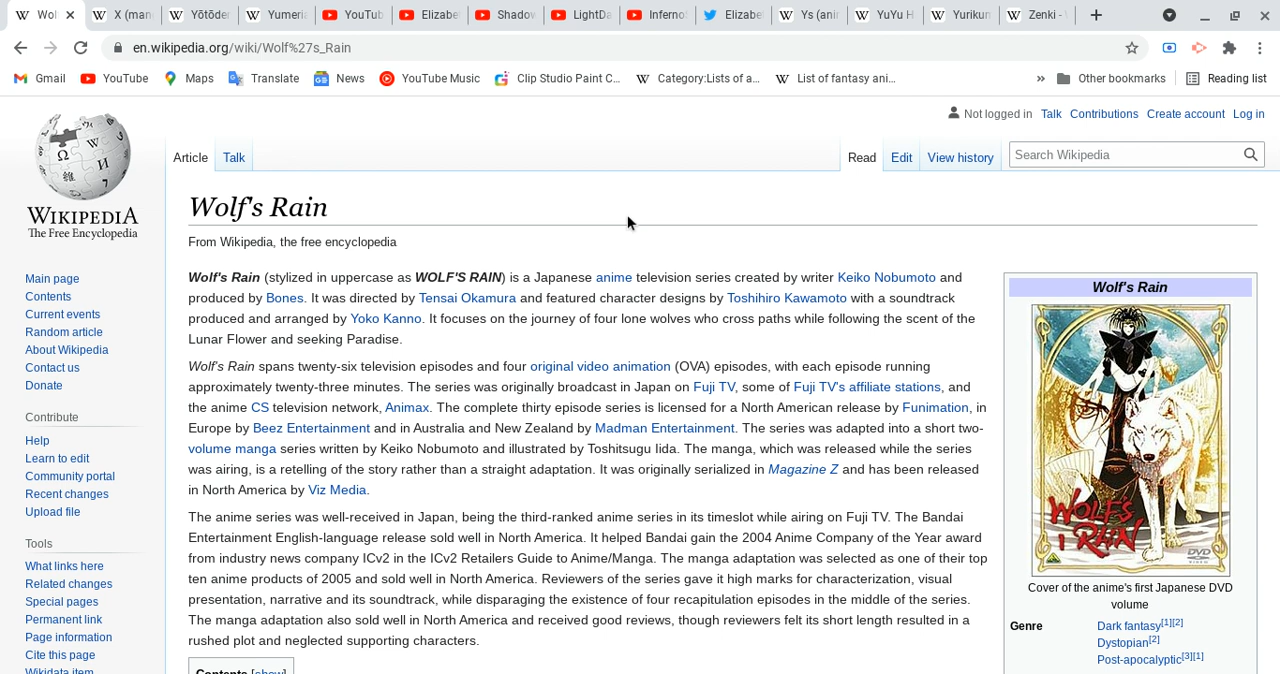 Wol
X (man
Yōtōden
Yumeria
YouTub
Elizabet
Shadow
LightDa
Inferno
Elizabet
Ys (anim
YuYu H
Yurikum
Zenki -
en.wikipedia.org/wiki/Wolf%27s_Rain
Gmail
YouTube
Maps
Translate
News
YouTube Music
Clip Studio Paint C...
Category:Lists of a...
List of fantasy ani...
»
Other bookmarks
Reading list
Not logged in Talk Contributions Create account Log in
Article Talk
Read Edit View history
Search Wikipedia
WIKIPEDIA
The Free Encyclopedia
Main page
Contents
Current events
Random article
About Wikipedia
Contact us
Donate
Contribute
Help
Learn to edit
Community portal
Recent changes
Upload file
Tools
What links here
Related changes
Special pages
Permanent link
Page information
Cite this page
Wikidata item
Wolf's Rain
From Wikipedia, the free encyclopedia
Wolf's Rain (stylized in uppercase as WOLF'S RAIN) is a Japanese anime television series created by writer Keiko Nobumoto and
produced by Bones. It was directed by Tensai Okamura and featured character designs by Toshihiro Kawamoto with a soundtrack
produced and arranged by Yoko Kanno. It focuses on the journey of four lone wolves who cross paths while following the scent of the
Lunar Flower and seeking Paradise.
Wolf's Rain spans twenty-six television episodes and four original video animation (OVA) episodes, with each episode running
approximately twenty-three minutes. The series was originally broadcast in Japan on Fuji TV, some of Fuji TV's affiliate stations, and
the anime CS television network, Animax. The complete thirty episode series is licensed for a North American release by Funimation, in
Europe by Beez Entertainment and in Australia and New Zealand by Madman Entertainment. The series was adapted into a short two-
volume manga series written by Keiko Nobumoto and illustrated by Toshitsugu Iida. The manga, which was released while the series
was airing, is a retelling of the story rather than a straight adaptation. It was originally serialized in Magazine Z and has been released
in North America by Viz Media.
The anime series was well-received in Japan, being the third-ranked anime series in its timeslot while airing on Fuji TV. The Bandai
Entertainment English-language release sold well in North America. It helped Bandai gain the 2004 Anime Company of the Year award
from industry news company ICv2 in the ICv2 Retailers Guide to Anime/Manga. The manga adaptation was selected as one of their top
ten anime products of 2005 and sold well in North America. Reviewers of the series gave it high marks for characterization, visual
presentation, narrative and its soundtrack, while disparaging the existence of four recapitulation episodes in the middle of the series.
The manga adaptation also sold well in North America and received good reviews, though reviewers felt its short length resulted in a
rushed plot and neglected supporting characters.
Contents [show]
Wolf's Rain
WOLF'S
RAIN
DVD
VIDEO
Cover of the anime's first Japanese DVD
volume
Genre
Dark fantasy[1][2]
Dystopian[2]
Post-apocalyptic[3][1]